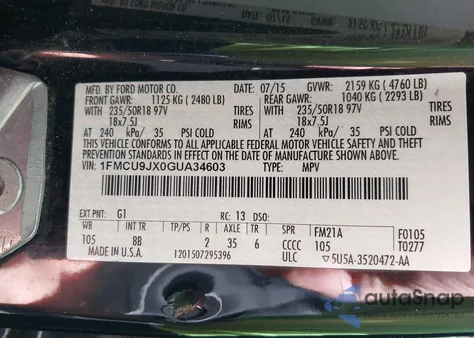 MFD. BY FORD MOTOR CO. DATE: 07/15 GVWR: 2159 KG (4760 LB)
FRONT GAWR: 1125 KG (2480 LB) REAR GAWR: 1040 KG (2293 LB)
WITH 235/50R18 97V TIRES WITH 235/50R18 97V TIRES
18x7.5J RIMS 18x7.5J RIMS
AT 240 kPa/ 35 PSI COLD AT 240 kPa/ 35 PSI COLD
THIS VEHICLE CONFORMS TO ALL APPLICABLE FEDERAL MOTOR VEHICLE SAFETY AND THEFT PREVENTION STANDARDS IN EFFECT ON THE DATE OF MANUFACTURE SHOWN ABOVE.
VIN: 1FMCU9JX0GUA34603 TYPE: MPV
EXT PNT: G1 RC: 13 DSO:
WB INT TR TP/PS R AXLE TR SPR FM21A F0105
105 8B 2 35 6 CCCC 105 T0277
MADE IN U.S.A. 1201507295396 ULC 5U5A-3520472-AA
autoSnap